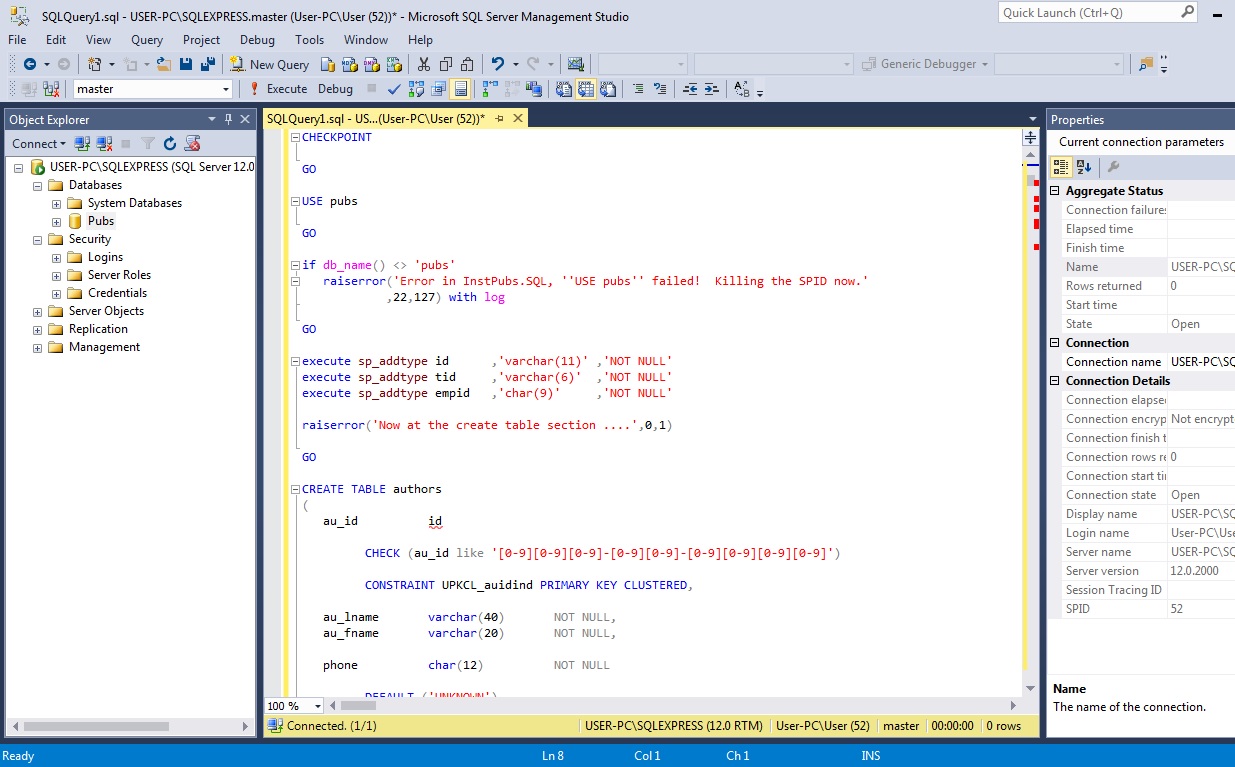 SQLQuery1.sql - USER-PC\SQLEXPRESS.master (User-PC\User (52))* - Microsoft SQL Server Management Studio
Quick Launch (Ctrl+Q)
File Edit View Query Project Debug Tools Window Help
New Query
Generic Debugger
master
Execute Debug
Object Explorer
Connect
USER-PC\SQLEXPRESS (SQL Server 12.0
Databases
System Databases
Pubs
Security
Logins
Server Roles
Credentials
Server Objects
Replication
Management
SQLQuery1.sql - US...(User-PC\User (52))*
CHECKPOINT
GO
USE pubs
GO
if db_name() <> 'pubs'
raiserror('Error in InstPubs.SQL, ''USE pubs'' failed!  Killing the SPID now.'
,22,127) with log
GO
execute sp_addtype id ,'varchar(11)' ,'NOT NULL'
execute sp_addtype tid ,'varchar(6)' ,'NOT NULL'
execute sp_addtype empid ,'char(9)' ,'NOT NULL'
raiserror('Now at the create table section ....',0,1)
GO
CREATE TABLE authors
(
au_id id
CHECK (au_id like '[0-9][0-9][0-9]-[0-9][0-9]-[0-9][0-9][0-9][0-9]')
CONSTRAINT UPKCL_auidind PRIMARY KEY CLUSTERED,
au_lname varchar(40) NOT NULL,
au_fname varchar(20) NOT NULL,
phone char(12) NOT NULL
DEFAULT ('UNKNOWN')
100 %
Connected. (1/1)
USER-PC\SQLEXPRESS (12.0 RTM) User-PC\User (52) master 00:00:00 0 rows
Properties
Current connection parameters
Aggregate Status
Connection failures
Elapsed time
Finish time
Name USER-PC\SQ
Rows returned 0
Start time
State Open
Connection
Connection name USER-PC\SQ
Connection Details
Connection elapsed
Connection encryp Not encrypt
Connection finish t
Connection rows re 0
Connection start ti
Connection state Open
Display name USER-PC\SQ
Login name User-PC\Use
Server name USER-PC\SQ
Server version 12.0.2000
Session Tracing ID
SPID 52
Name
The name of the connection.
Ready Ln 8 Col 1 Ch 1 INS